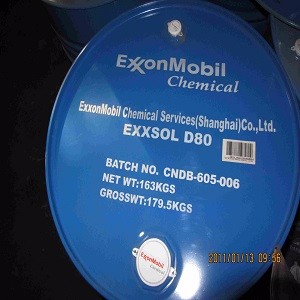 ExxonMobil
Chemical
ExxonMobil Chemical Services(Shanghai)Co.,Ltd.
EXXSOL D80
BATCH NO. CNDB-605-006
NET WT:163KGS
GROSSWT:179.5KGS
ExxonMobil
Chemical
2011/01/13 09:56